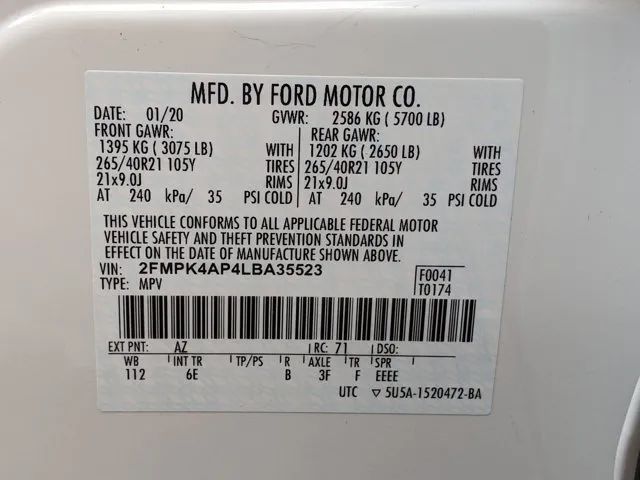 MFD. BY FORD MOTOR CO.
DATE: 01/20 GVWR: 2586 KG ( 5700 LB)
FRONT GAWR: REAR GAWR:
1395 KG ( 3075 LB) WITH 1202 KG ( 2650 LB) WITH
265/40R21 105Y TIRES 265/40R21 105Y TIRES
21x9.0J RIMS 21x9.0J RIMS
AT 240 kPa/ 35 PSI COLD AT 240 kPa/ 35 PSI COLD
THIS VEHICLE CONFORMS TO ALL APPLICABLE FEDERAL MOTOR
VEHICLE SAFETY AND THEFT PREVENTION STANDARDS IN
EFFECT ON THE DATE OF MANUFACTURE SHOWN ABOVE.
VIN: 2FMPK4AP4LBA35523 F0041
TYPE: MPV T0174
EXT PNT: AZ RC: 71 DSO:
WB INT TR TP/PS R AXLE TR SPR
112 6E B 3F F EEEE
UTC ▽ 5U5A-1520472-BA